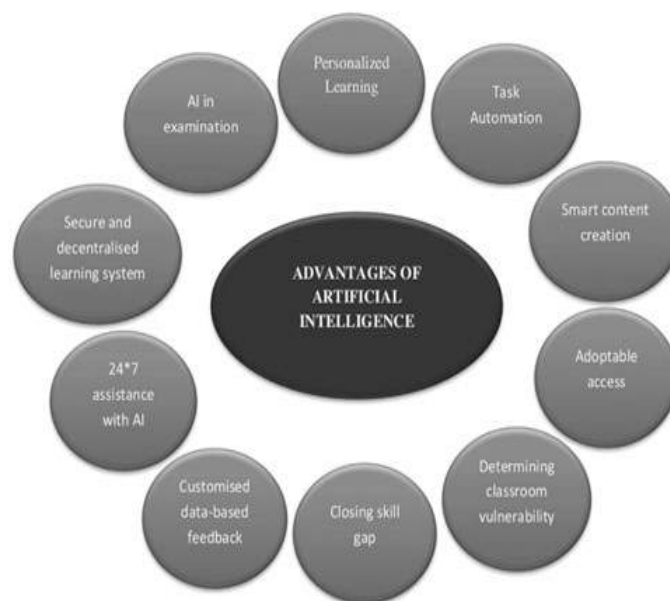 Personalized
Learning
Task
Automation
Smart content
creation
Adoptable
access
Determining
classroom
vulnerability
Closing skill
gap
Customised
data-based
feedback
24*7
assistance
with AI
Secure and
decentralised
learning system
AI in
examination
ADVANTAGES OF
ARTIFICIAL
INTELLIGENCE